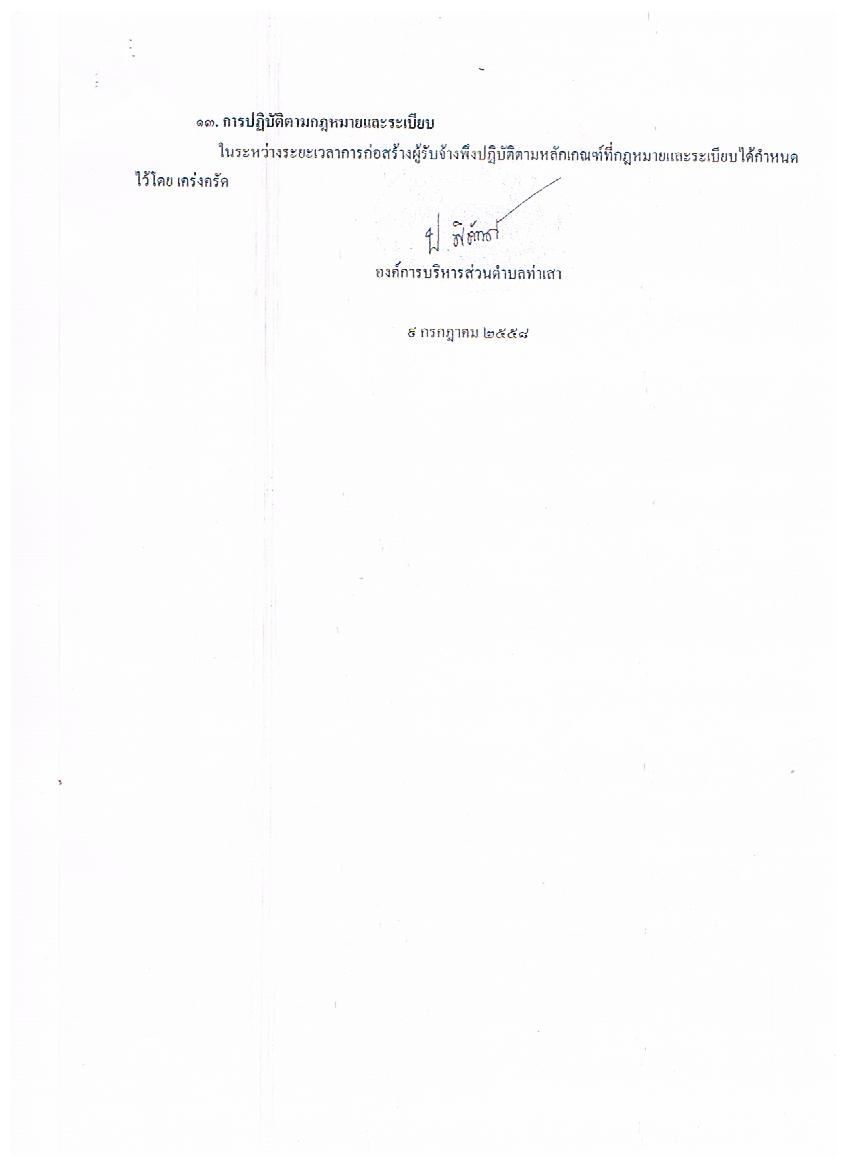 ๑๓. การปฏิบัติตามกฎหมายและระเบียบ
ในระหว่างระยะเวลาการก่อสร้างผู้รับจ้างพึงปฏิบัติตามหลักเกณฑ์ที่กฎหมายและระเบียบได้กำหนด
ไว้โดย เคร่งครัด
องค์การบริหารส่วนตำบลท่าเสา
๙ กรกฎาคม ๒๕๕๘